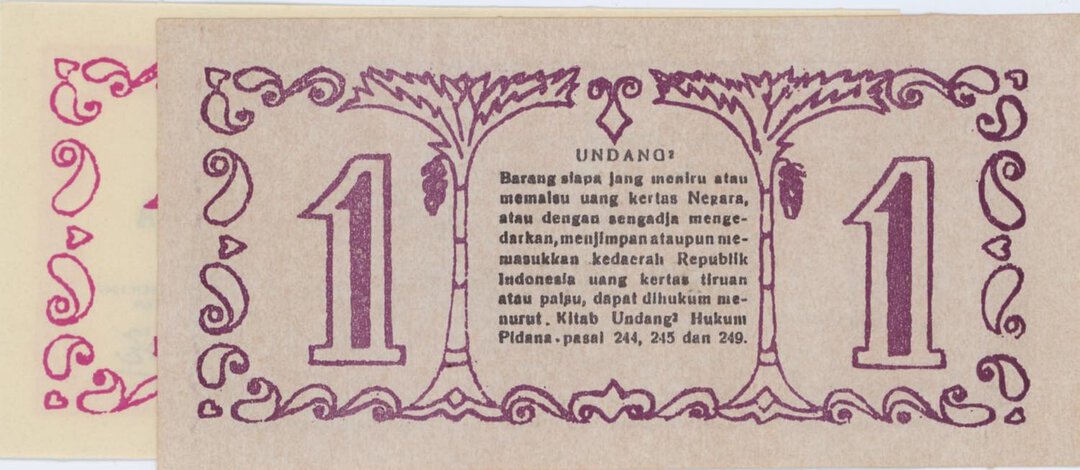 UNDANG²
Barang siapa jang meniru atau
memalsu uang kertas Negara,
atau dengan sengadja menge-
darkan, menjimpan ataupun me-
masukkan kedaerah Republik
Indonesia uang kertas tiruan
atau palsu, dapat dihukum me-
nurut. Kitab Undang² Hukum
Pidana. pasal 244, 245 dan 249.
1 1